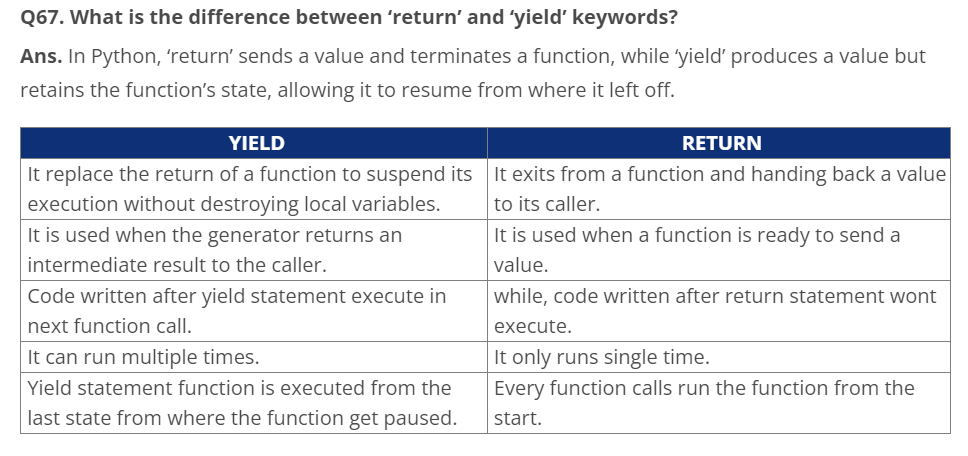 Q67. What is the difference between ‘return’ and ‘yield’ keywords?
Ans. In Python, ‘return’ sends a value and terminates a function, while ‘yield’ produces a value but
retains the function’s state, allowing it to resume from where it left off.
YIELD RETURN
It replace the return of a function to suspend its
execution without destroying local variables.
It exits from a function and handing back a value
to its caller.
It is used when the generator returns an
intermediate result to the caller.
It is used when a function is ready to send a
value.
Code written after yield statement execute in
next function call.
while, code written after return statement wont
execute.
It can run multiple times.
It only runs single time.
Yield statement function is executed from the
last state from where the function get paused.
Every function calls run the function from the
start.